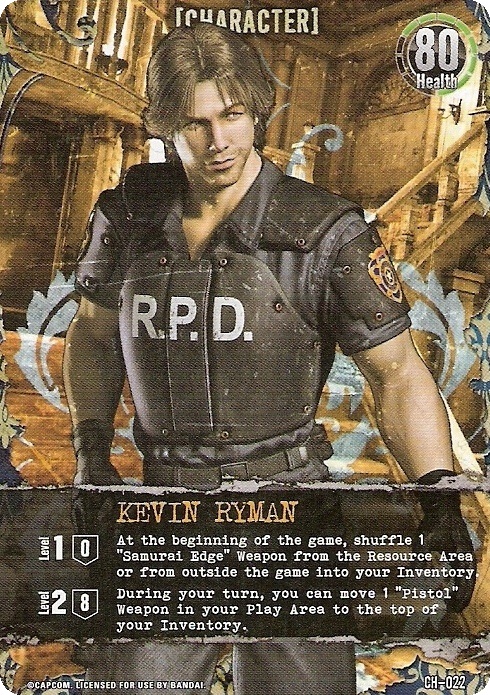 [CHARACTER]
80
Health
R.P.D.
KEVIN RYMAN
Level 1 0
At the beginning of the game, shuffle 1
"Samurai Edge" Weapon from the Resource Area
or from outside the game into your Inventory.
Level 2 8
During your turn, you can move 1 "Pistol"
Weapon in your Play Area to the top of
your Inventory.
©CAPCOM. LICENSED FOR USE BY BANDAI.
CH-022